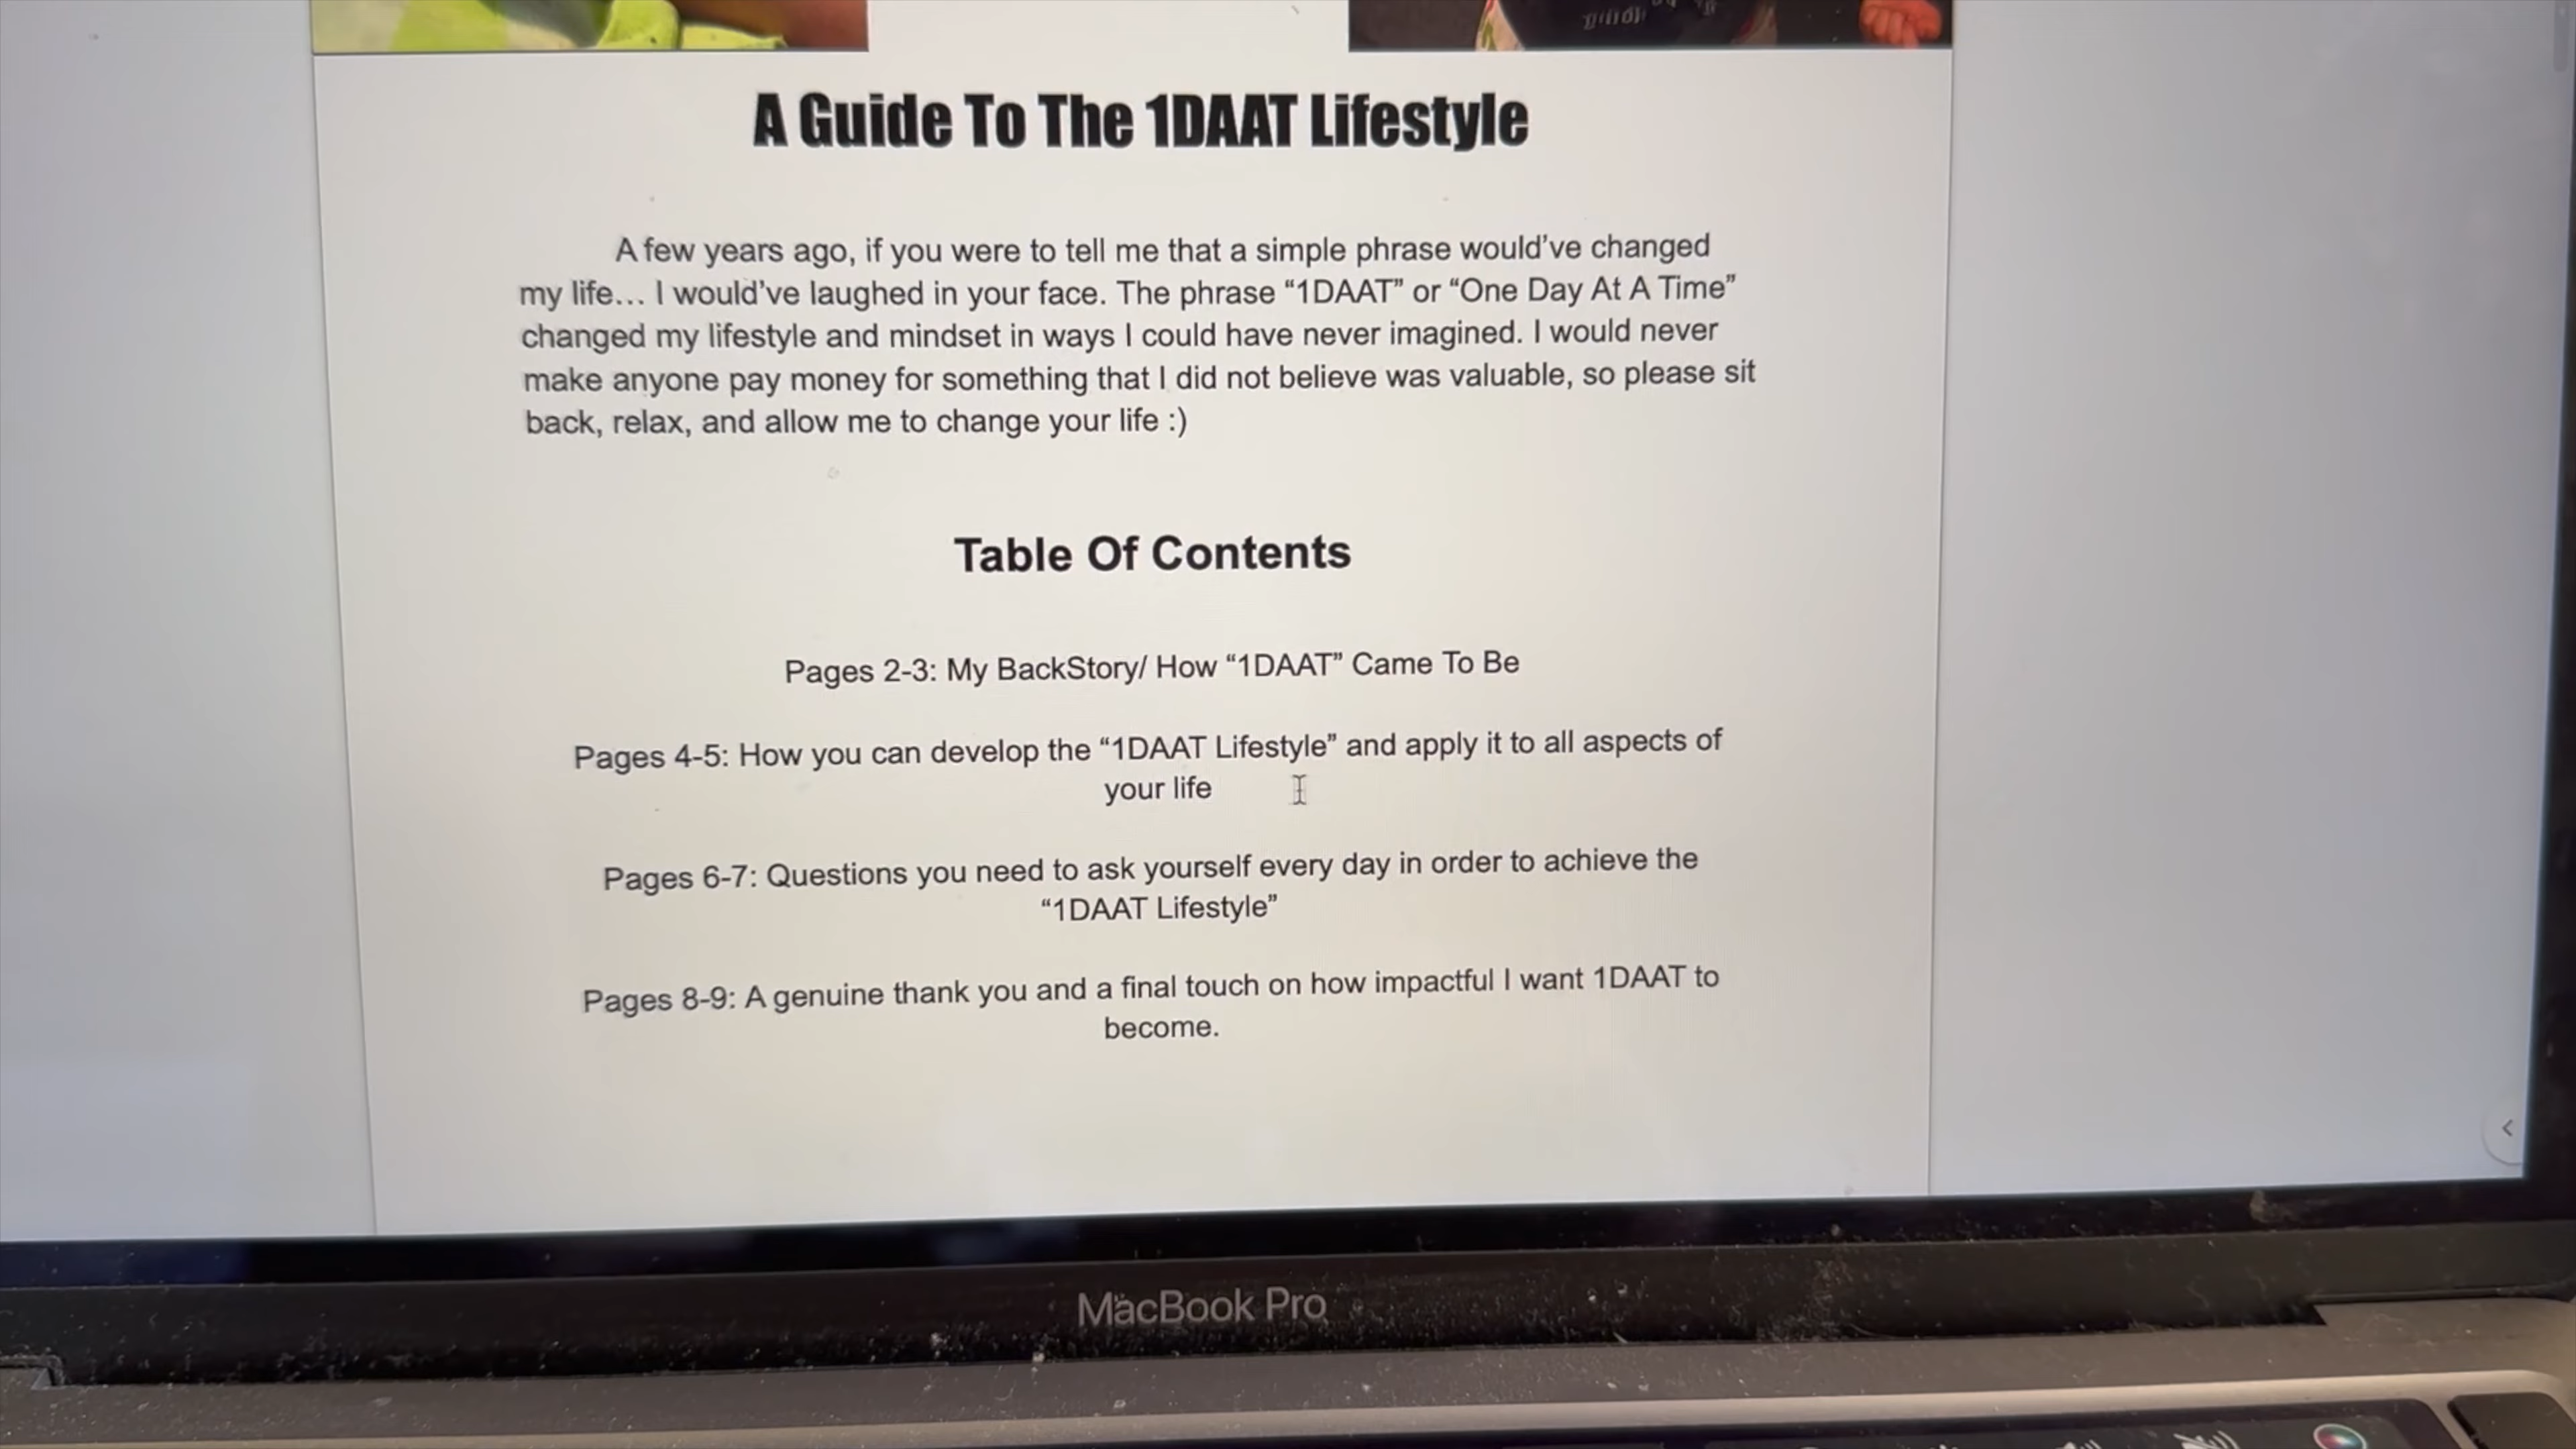 A Guide To The 1DAAT Lifestyle
A few years ago, if you were to tell me that a simple phrase would’ve changed
my life… I would’ve laughed in your face. The phrase “1DAAT” or “One Day At A Time”
changed my lifestyle and mindset in ways I could have never imagined. I would never
make anyone pay money for something that I did not believe was valuable, so please sit
back, relax, and allow me to change your life :)
Table Of Contents
Pages 2-3: My BackStory/ How “1DAAT” Came To Be
Pages 4-5: How you can develop the “1DAAT Lifestyle” and apply it to all aspects of
your life
Pages 6-7: Questions you need to ask yourself every day in order to achieve the
“1DAAT Lifestyle”
Pages 8-9: A genuine thank you and a final touch on how impactful I want 1DAAT to
become.
MacBook Pro